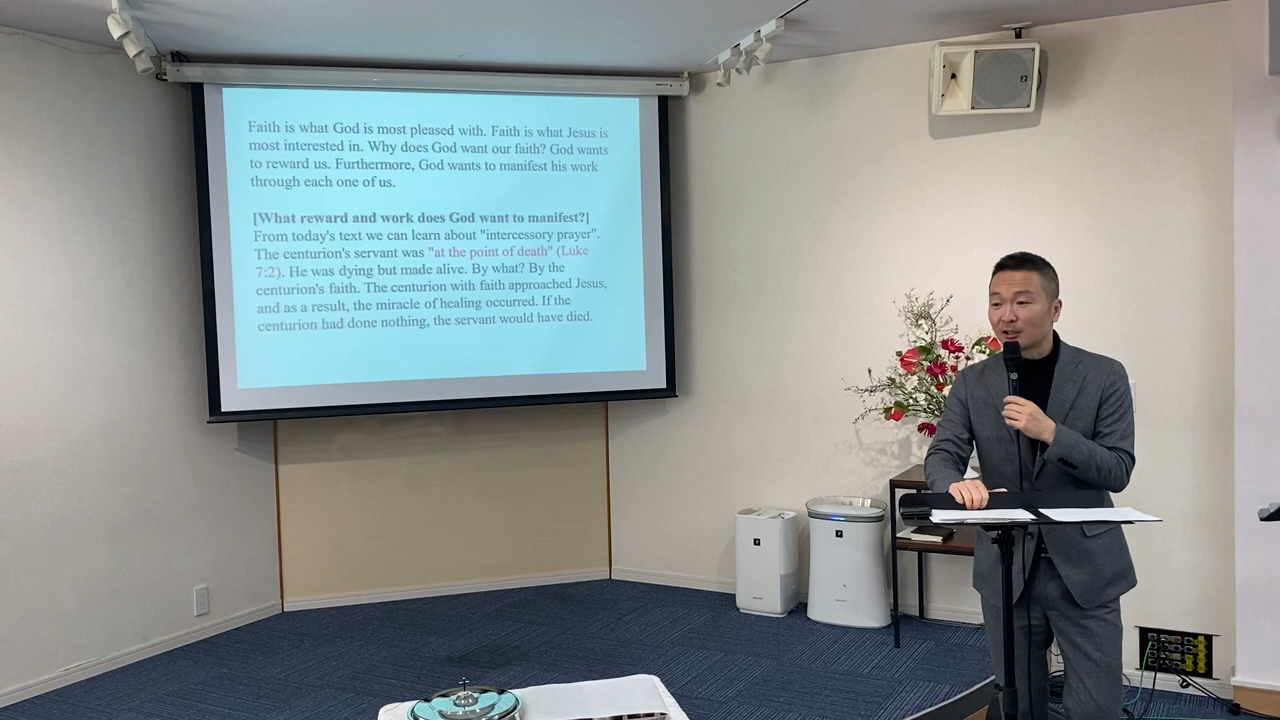 Faith is what God is most pleased with. Faith is what Jesus is
most interested in. Why does God want our faith? God wants
to reward us. Furthermore, God wants to manifest his work
through each one of us.
[What reward and work does God want to manifest?]
From today's text we can learn about "intercessory prayer".
The centurion's servant was "at the point of death" (Luke
7:2). He was dying but made alive. By what? By the
centurion's faith. The centurion with faith approached Jesus,
and as a result, the miracle of healing occurred. If the
centurion had done nothing, the servant would have died.